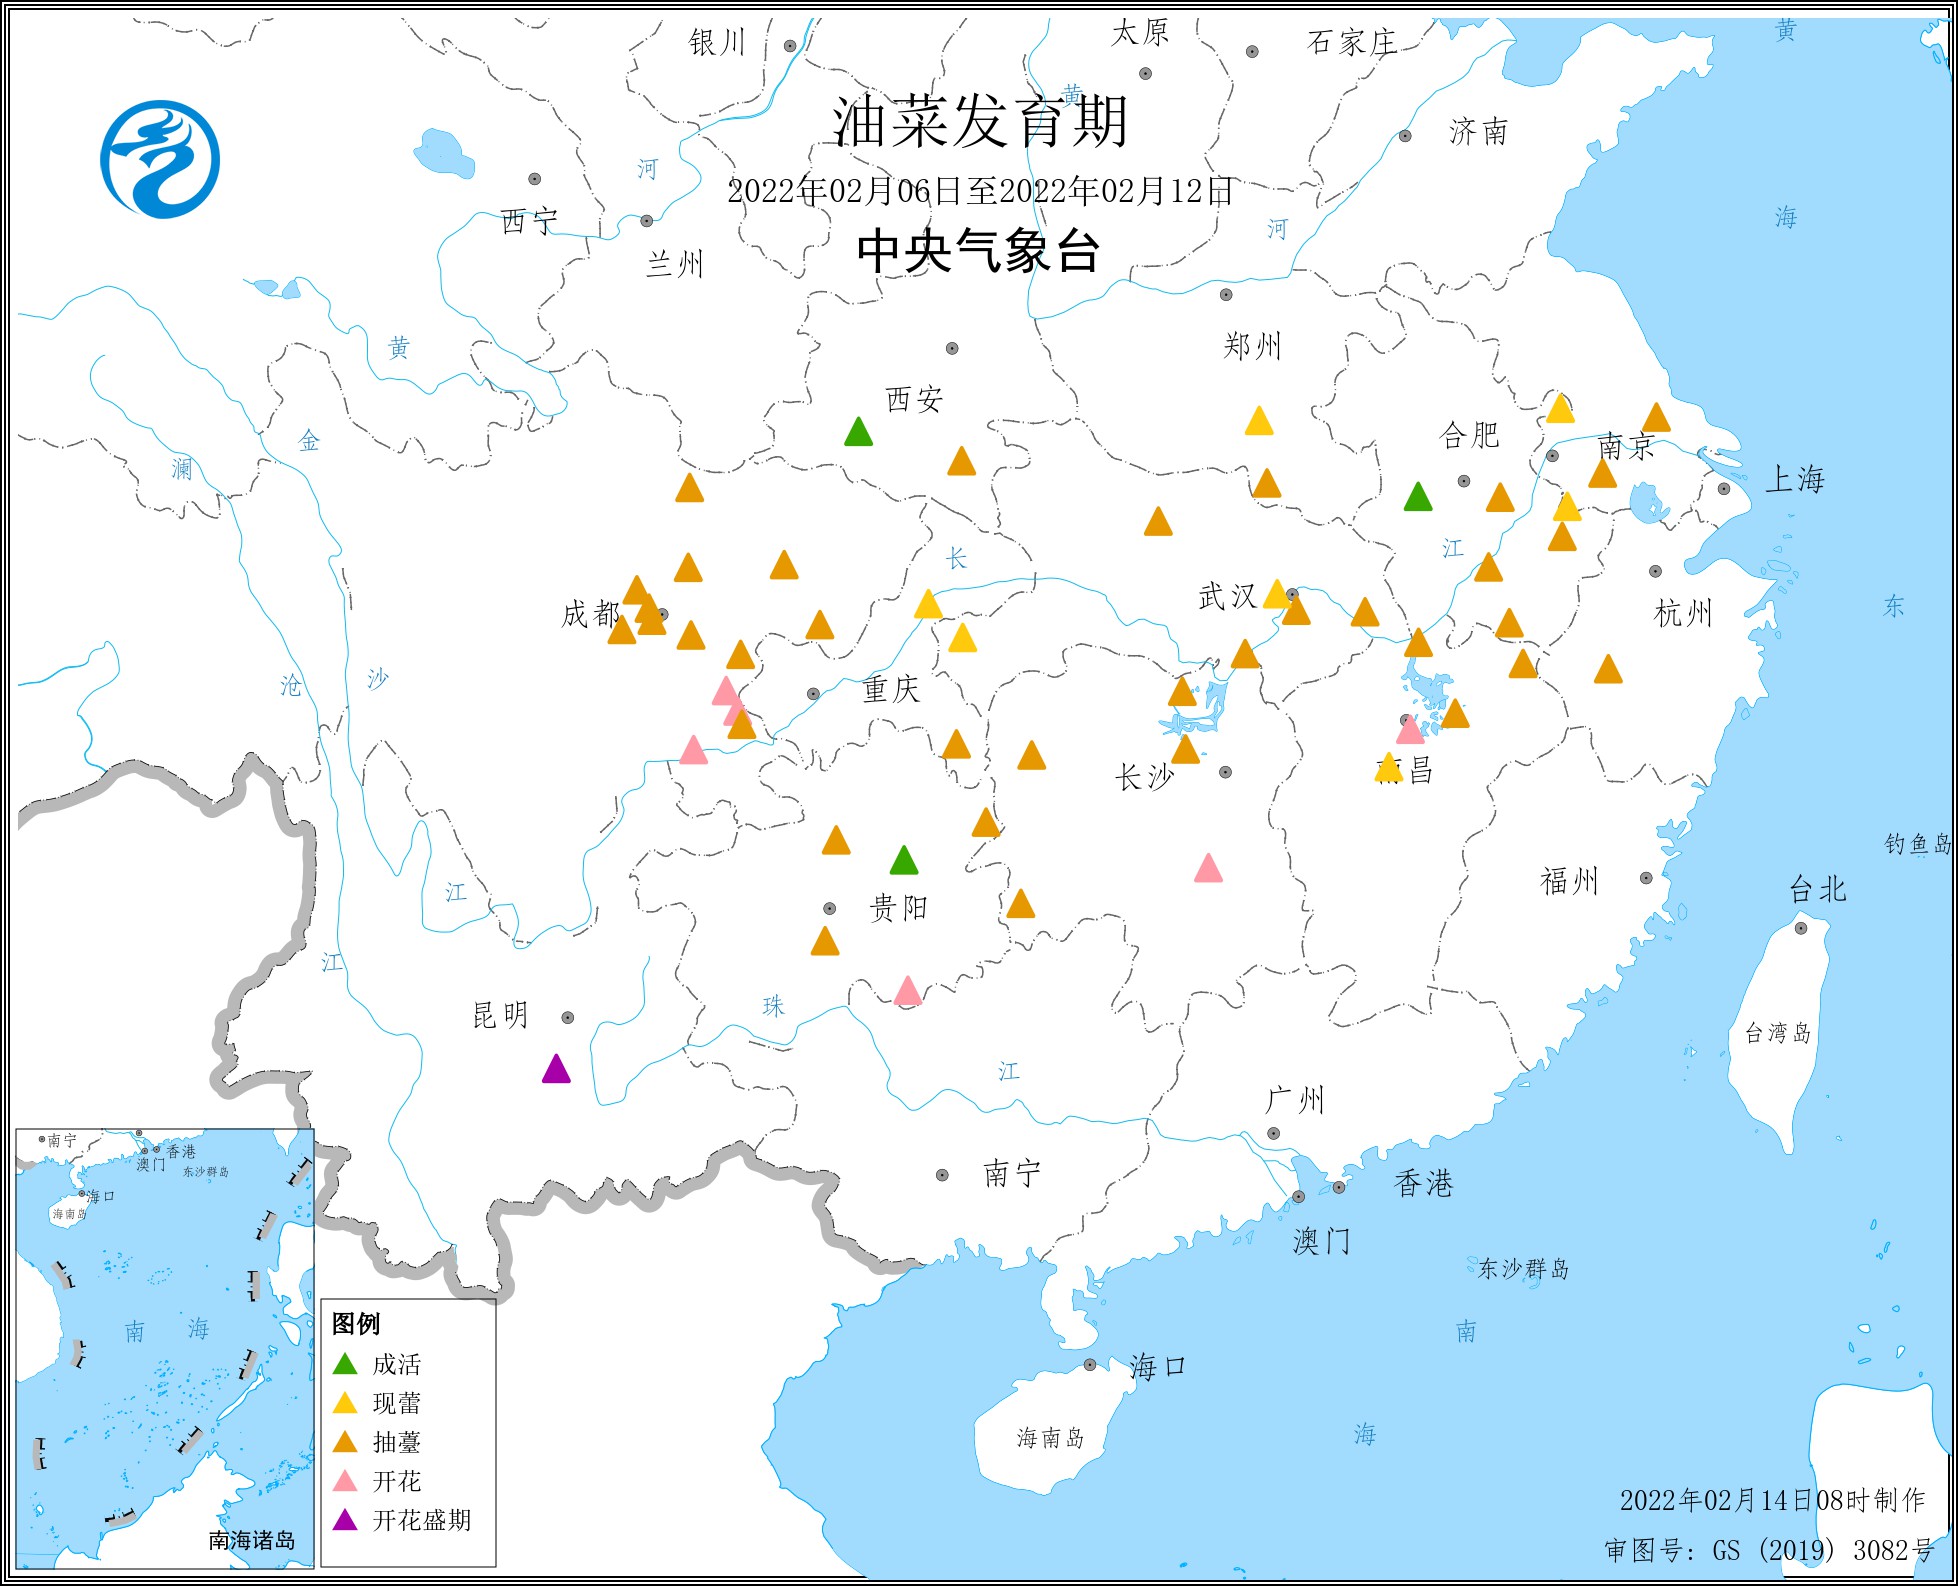 银川
太原
石家庄
黄
油菜发育期
黄
济南
河
2022年02月06日至2022年02月12日
西宁
海
河
中央气象台
兰州
黄
郑州
西安
金
合肥
南京
澜
上海
长
江
武汉
成都
东
杭州
沧
沙
重庆
长沙
南昌
钓鱼岛
江
福州
台北
贵阳
江
珠
昆明
台湾岛
江
广州
南宁
香港
澳门
东沙群岛
南
海口
海南岛
海
南宁
香港
澳门
东沙群岛
海口
海南岛
南海
南海诸岛
图例
成活
现蕾
抽薹
开花
开花盛期
2022年02月14日08时制作
审图号: GS (2019) 3082号